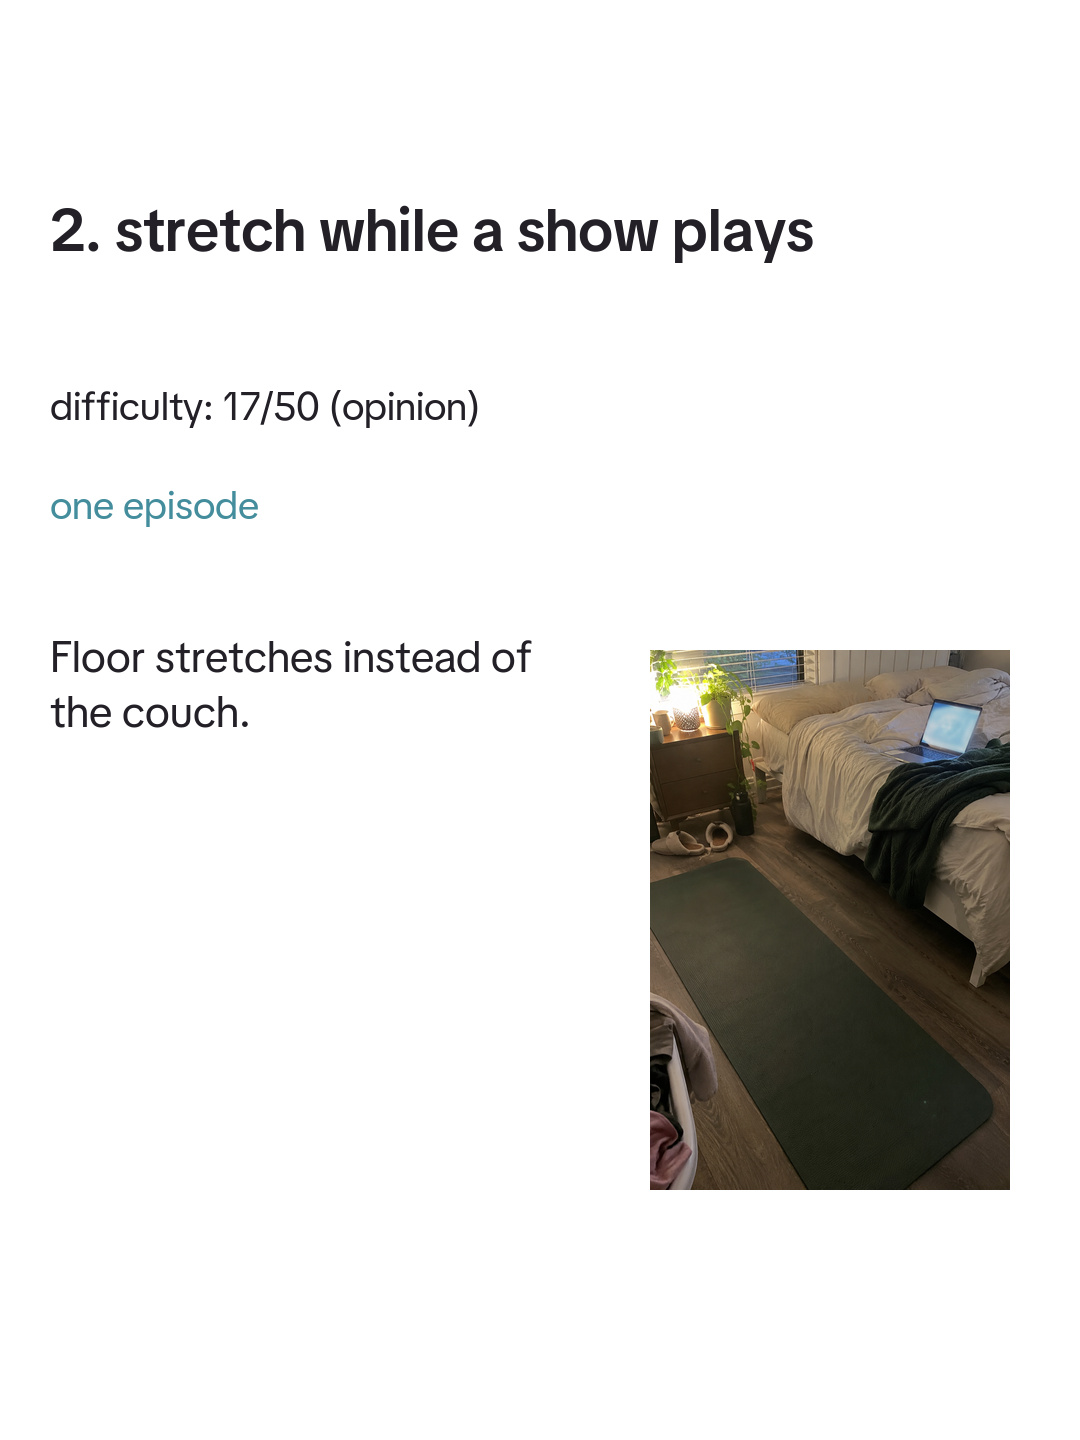 2. stretch while a show plays
difficulty: 17/50 (opinion)
one episode
Floor stretches instead of
the couch.